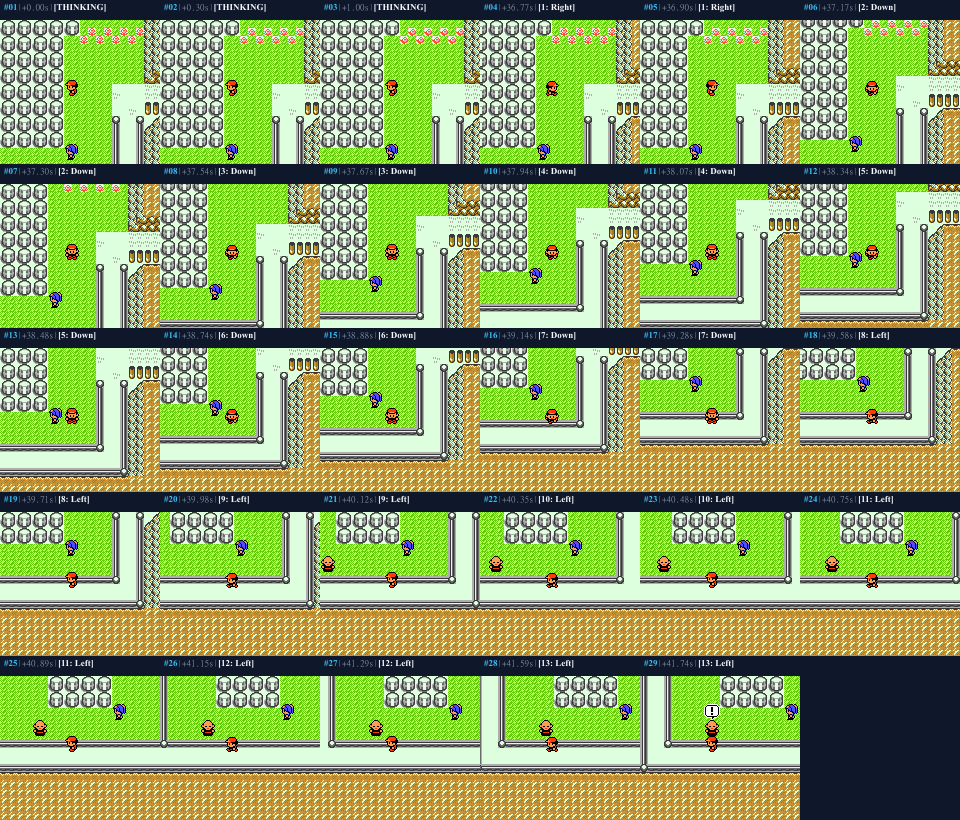 #01|+0.00s|[THINKING]
#02|+0.30s|[THINKING]
#03|+1.00s|[THINKING]
#04|+36.77s|[1: Right]
#05|+36.90s|[1: Right]
#06|+37.17s|[2: Down]
#07|+37.30s|[2: Down]
#08|+37.54s|[3: Down]
#09|+37.67s|[3: Down]
#10|+37.94s|[4: Down]
#11|+38.07s|[4: Down]
#12|+38.34s|[5: Down]
#13|+38.48s|[5: Down]
#14|+38.74s|[6: Down]
#15|+38.88s|[6: Down]
#16|+39.14s|[7: Down]
#17|+39.28s|[7: Down]
#18|+39.58s|[8: Left]
#19|+39.71s|[8: Left]
#20|+39.98s|[9: Left]
#21|+40.12s|[9: Left]
#22|+40.35s|[10: Left]
#23|+40.48s|[10: Left]
#24|+40.75s|[11: Left]
#25|+40.89s|[11: Left]
#26|+41.15s|[12: Left]
#27|+41.29s|[12: Left]
#28|+41.59s|[13: Left]
#29|+41.74s|[13: Left]
!